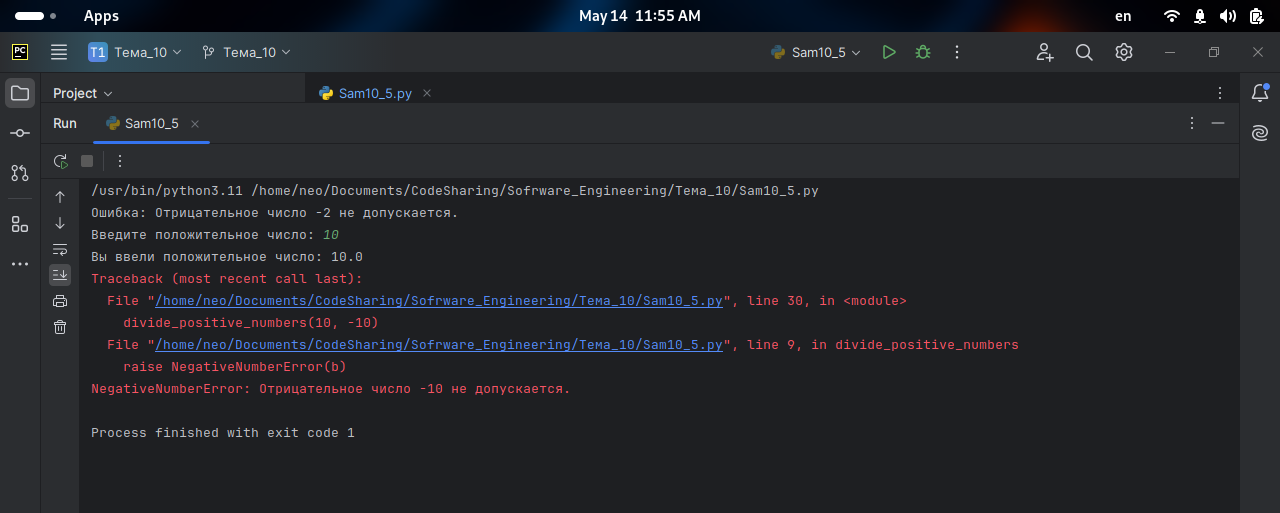 Apps
May 14 11:55 AM
en
PC
T1 Тема_10
Тема_10
Sam10_5
Project
Sam10_5.py
Run
Sam10_5
/usr/bin/python3.11 /home/neo/Documents/CodeSharing/Sofrware_Engineering/Тема_10/Sam10_5.py
Ошибка: Отрицательное число -2 не допускается.
Введите положительное число: 10
Вы ввели положительное число: 10.0
Traceback (most recent call last):
File "/home/neo/Documents/CodeSharing/Sofrware_Engineering/Тема_10/Sam10_5.py", line 30, in <module>
divide_positive_numbers(10, -10)
File "/home/neo/Documents/CodeSharing/Sofrware_Engineering/Тема_10/Sam10_5.py", line 9, in divide_positive_numbers
raise NegativeNumberError(b)
NegativeNumberError: Отрицательное число -10 не допускается.
Process finished with exit code 1